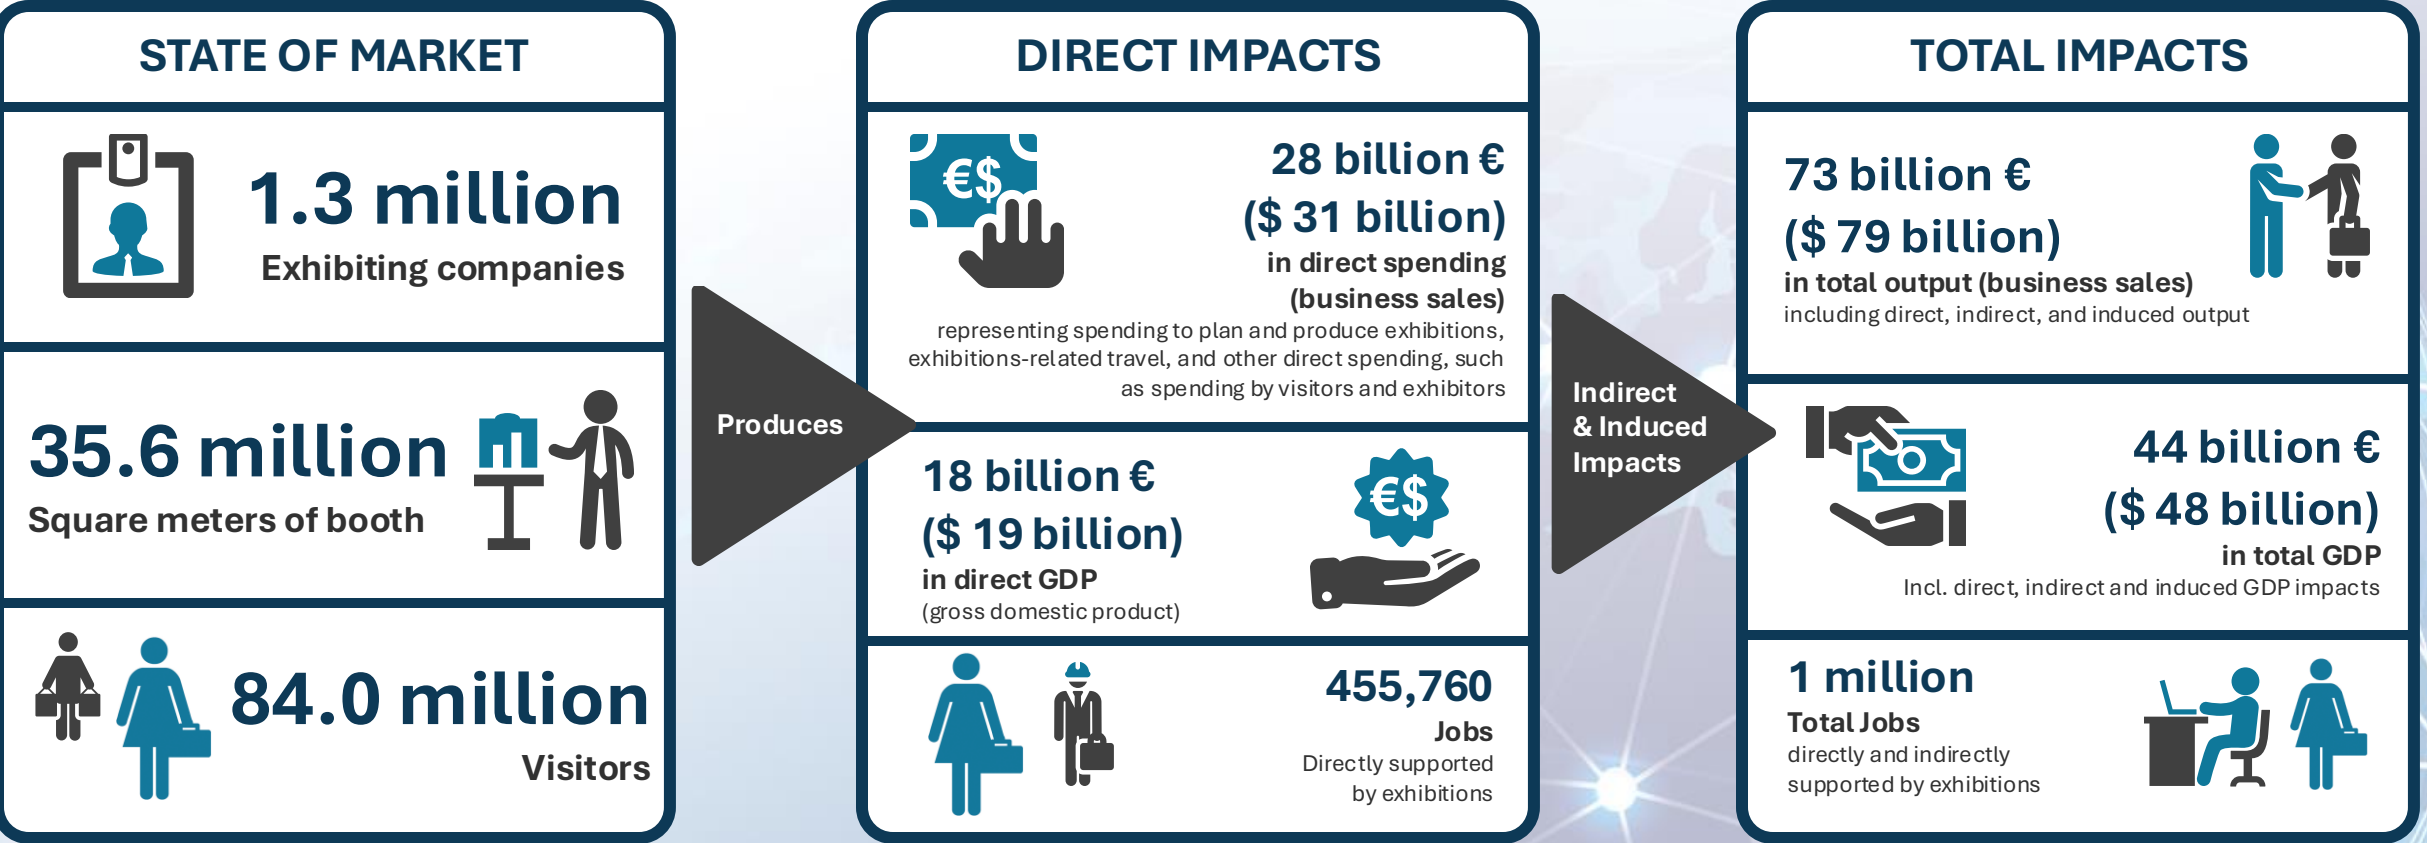 STATE OF MARKET
1.3 million
Exhibiting companies
35.6 million
Square meters of booth
84.0 million
Visitors
Produces
DIRECT IMPACTS
€$
28 billion €
($ 31 billion)
in direct spending
(business sales)
representing spending to plan and produce exhibitions,
exhibitions-related travel, and other direct spending, such
as spending by visitors and exhibitors
18 billion €
($ 19 billion)
in direct GDP
(gross domestic product)
€$
455,760
Jobs
Directly supported
by exhibitions
Indirect
& Induced
Impacts
TOTAL IMPACTS
73 billion €
($ 79 billion)
in total output (business sales)
including direct, indirect, and induced output
44 billion €
($ 48 billion)
in total GDP
Incl. direct, indirect and induced GDP impacts
1 million
Total Jobs
directly and indirectly
supported by exhibitions